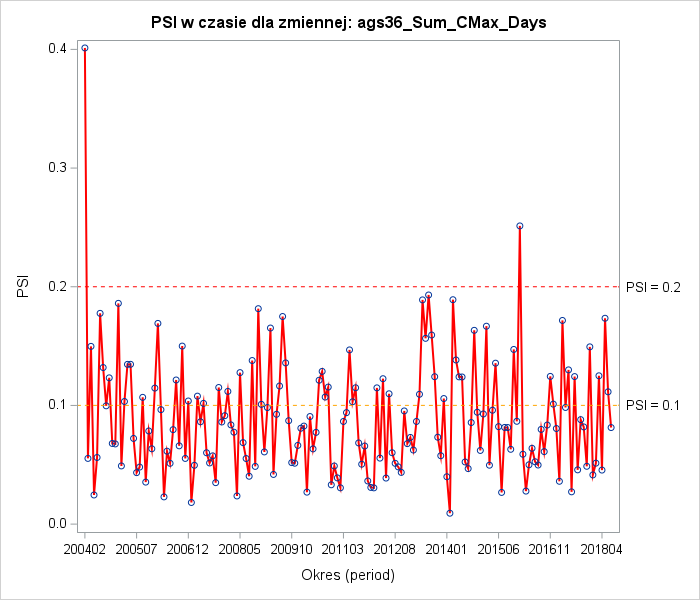 PSI w czasie dla zmiennej: ags36_Sum_CMax_Days
0.4
0.3
0.2
0.1
0.0
PSI
PSI = 0.2
PSI = 0.1
200402 200507 200612 200805 200910 201103 201208 201401 201506 201611 201804
Okres (period)